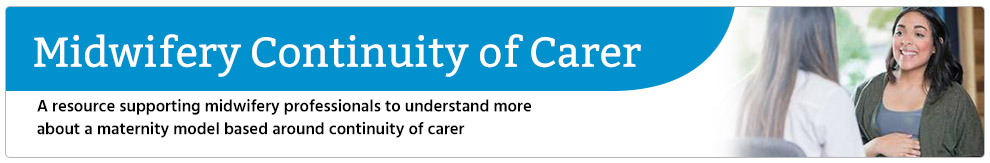 Midwifery Continuity of Carer
A resource supporting midwifery professionals to understand more
about a maternity model based around continuity of carer